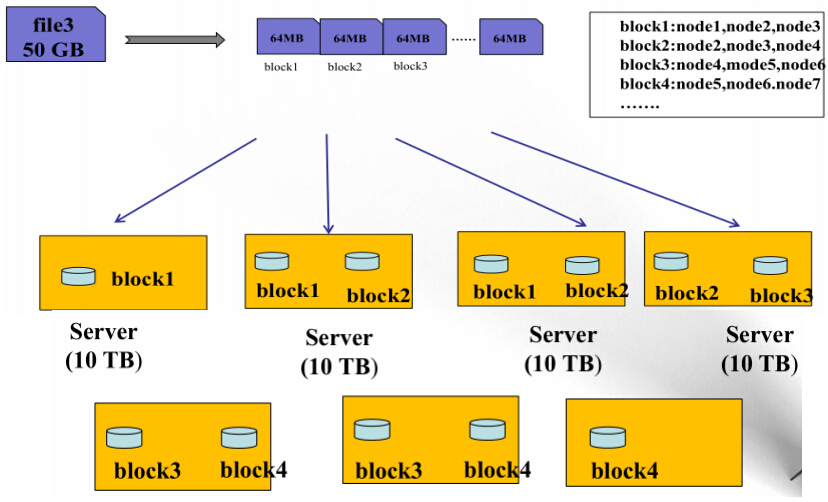 file3
50 GB
64MB 64MB 64MB ...... 64MB
block1 block2 block3
block1:node1,node2,node3
block2:node2,node3,node4
block3:node4,mode5,node6
block4:node5,node6.node7
.......
block1
block1 block2
block1 block2
block2 block3
Server
(10 TB)
Server
(10 TB)
Server
(10 TB)
Server
(10 TB)
block3 block4
block3 block4
block4